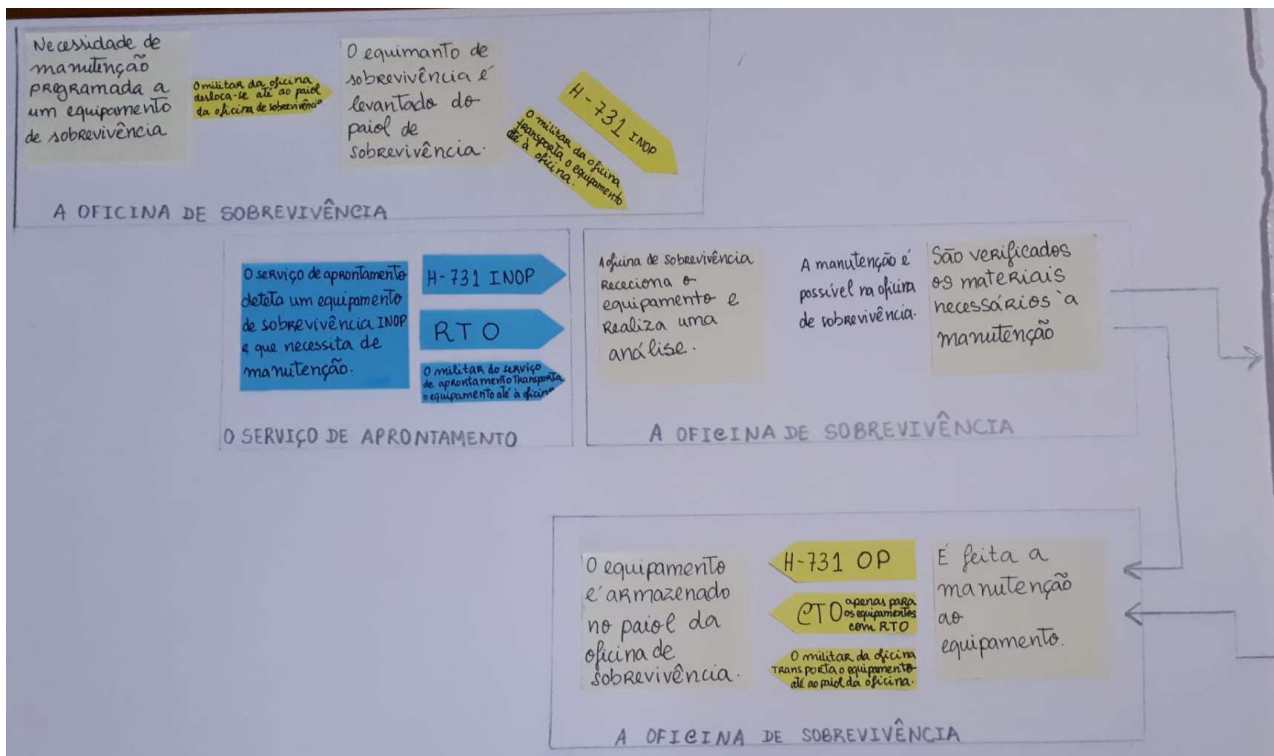 Necessidade de
manutenção
programada a
um equipamento
de sobrevivência
O militar da oficina
desloca-se até ao paiol
da oficina de sobrevivência
O equimanto de
sobrevivência é
levantado do
paiol de
sobrevivência.
H-731 INOP
O militar da oficina
transporta o equipamento
até à oficina.
A OFICINA DE SOBREVIVÊNCIA
O serviço de aprontamento
deteta um equipamento
de sobrevivência INOP
e que necessita de
manutenção.
H-731 INOP
RTO
O militar do serviço
de aprontamento transporta
o equipamento até à oficina
O SERVIÇO DE APRONTAMENTO
A oficina de sobrevivência
receciona o
equipamento e
realiza uma
análise.
A manutenção é
possível na oficina
de sobrevivência.
São verificados
os materiais
necessários à
manutenção
A OFICINA DE SOBREVIVÊNCIA
O equipamento
é armazenado
no paiol da
oficina de
sobrevivência.
H-731 OP
CTO apenas para
os equipamentos
com RTO
O militar da oficina
transporta o equipamento
até ao paiol da oficina.
É feita a
manutenção
ao
equipamento.
A OFICINA DE SOBREVIVÊNCIA